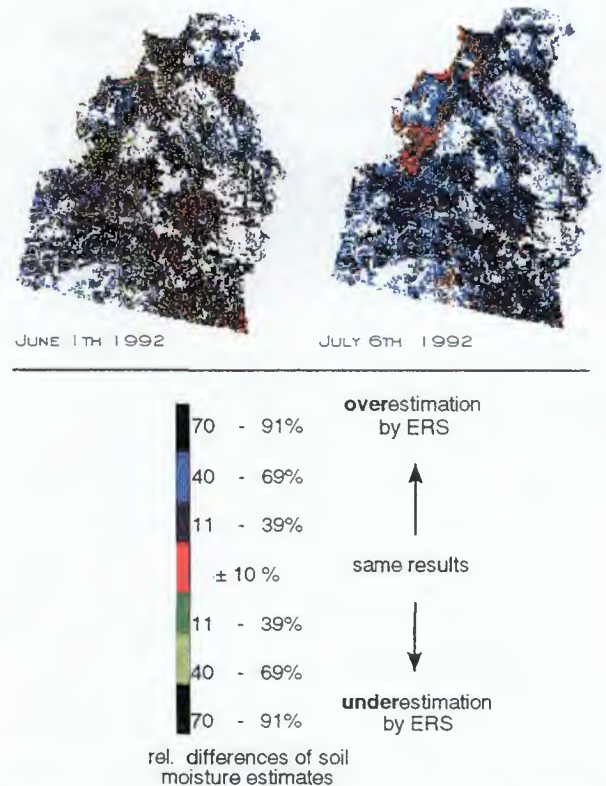 JUNE 1TH 1992
JULY 6TH 1992
70 - 91%
40 - 69%
11 - 39%
± 10 %
11 - 39%
40 - 69%
70 - 91%
overestimation
by ERS
same results
underestimation
by ERS
rel. differences of soil
moisture estimates